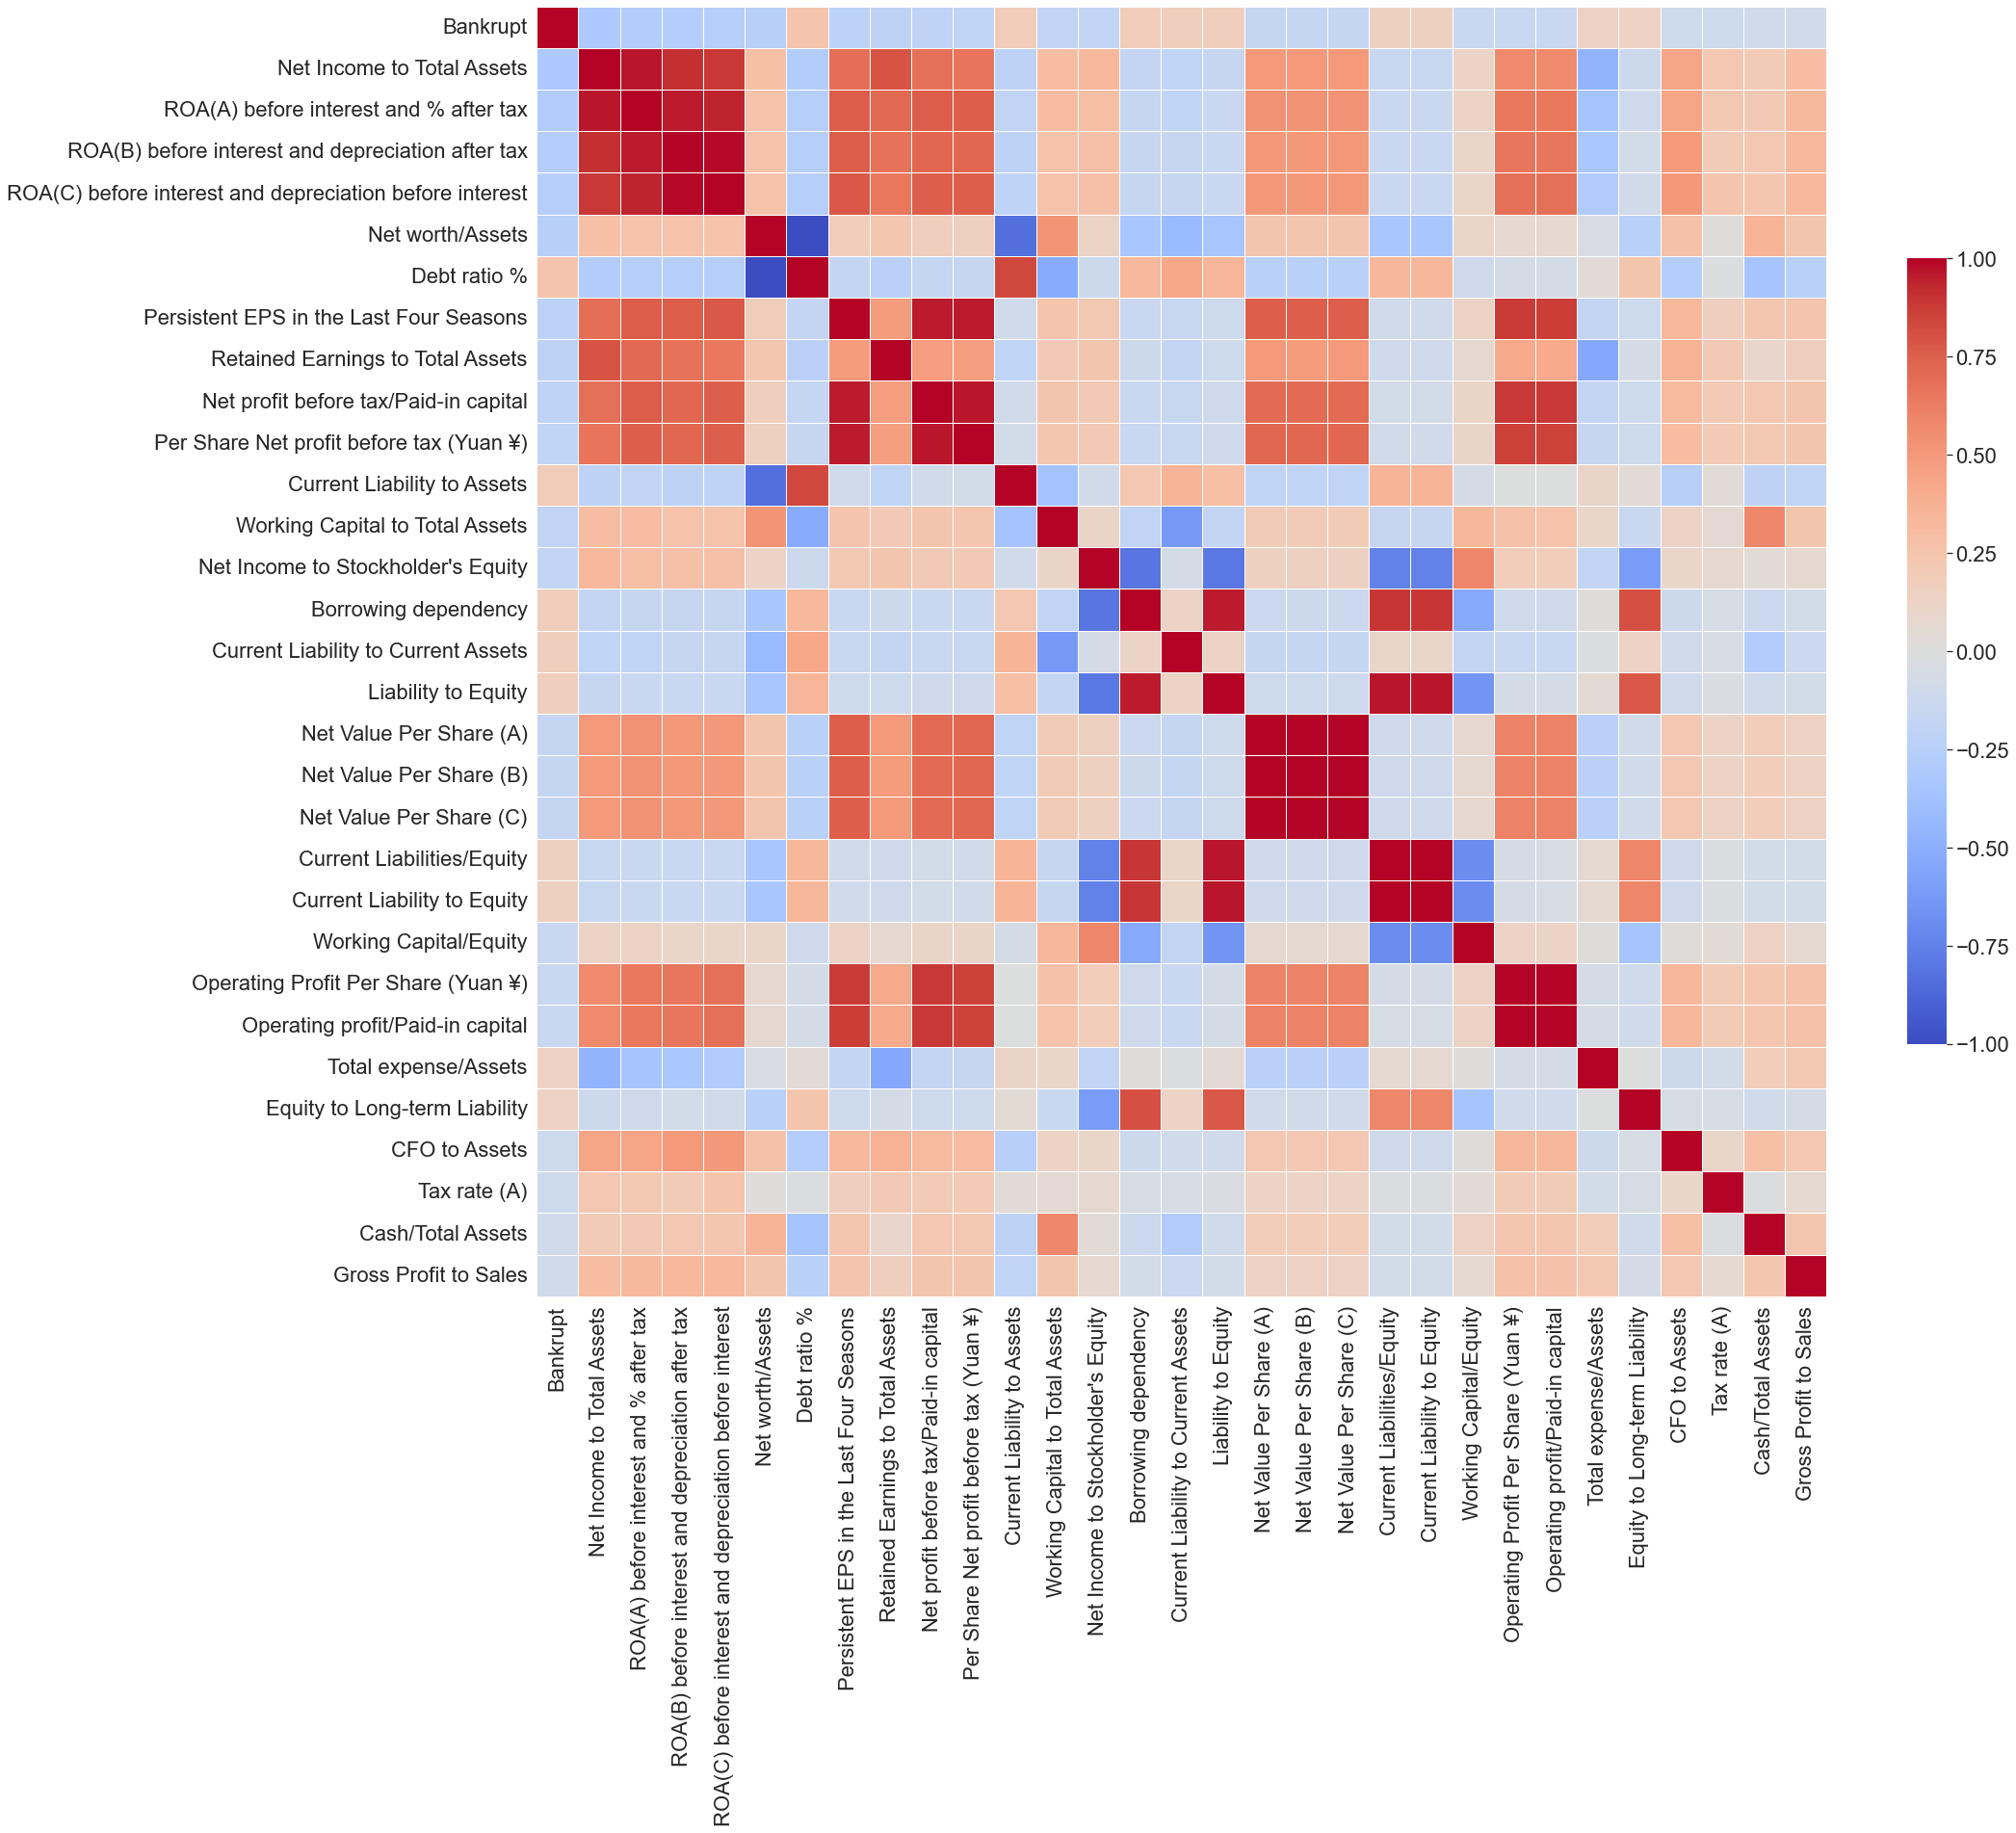 Bankrupt
Net Income to Total Assets
ROA(A) before interest and % after tax
ROA(B) before interest and depreciation after tax
ROA(C) before interest and depreciation before interest
Net worth/Assets
Debt ratio %
Persistent EPS in the Last Four Seasons
Retained Earnings to Total Assets
Net profit before tax/Paid-in capital
Per Share Net profit before tax (Yuan ¥)
Current Liability to Assets
Working Capital to Total Assets
Net Income to Stockholder's Equity
Borrowing dependency
Current Liability to Current Assets
Liability to Equity
Net Value Per Share (A)
Net Value Per Share (B)
Net Value Per Share (C)
Current Liabilities/Equity
Current Liability to Equity
Working Capital/Equity
Operating Profit Per Share (Yuan ¥)
Operating profit/Paid-in capital
Total expense/Assets
Equity to Long-term Liability
CFO to Assets
Tax rate (A)
Cash/Total Assets
Gross Profit to Sales
Bankrupt
Net Income to Total Assets
ROA(A) before interest and % after tax
ROA(B) before interest and depreciation after tax
ROA(C) before interest and depreciation before interest
Net worth/Assets
Debt ratio %
Persistent EPS in the Last Four Seasons
Retained Earnings to Total Assets
Net profit before tax/Paid-in capital
Per Share Net profit before tax (Yuan ¥)
Current Liability to Assets
Working Capital to Total Assets
Net Income to Stockholder's Equity
Borrowing dependency
Current Liability to Current Assets
Liability to Equity
Net Value Per Share (A)
Net Value Per Share (B)
Net Value Per Share (C)
Current Liabilities/Equity
Current Liability to Equity
Working Capital/Equity
Operating Profit Per Share (Yuan ¥)
Operating profit/Paid-in capital
Total expense/Assets
Equity to Long-term Liability
CFO to Assets
Tax rate (A)
Cash/Total Assets
Gross Profit to Sales
1.00
0.75
0.50
0.25
0.00
−0.25
−0.50
−0.75
−1.00